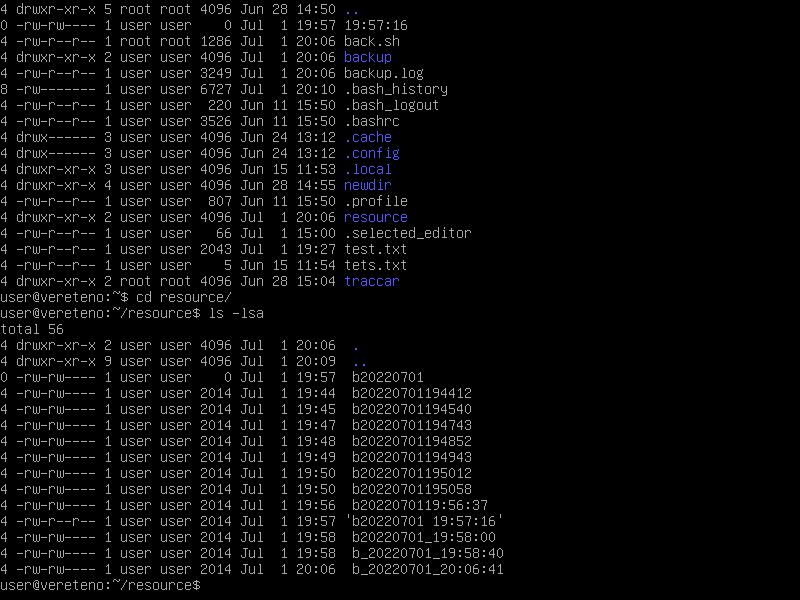 4 drwxr-xr-x 5 root root 4096 Jun 28 14:50 ..
0 -rw-rw---- 1 user user    0 Jul  1 19:57 19:57:16
4 -rw-r--r-- 1 root root 1286 Jul  1 20:06 back.sh
4 drwxr-xr-x 2 user user 4096 Jul  1 20:06 backup
4 -rw-r--r-- 1 user user 3249 Jul  1 20:06 backup.log
8 -rw------- 1 user user 6727 Jul  1 20:10 .bash_history
4 -rw-r--r-- 1 user user  220 Jun 11 15:50 .bash_logout
4 -rw-r--r-- 1 user user 3526 Jun 11 15:50 .bashrc
4 drwx------ 3 user user 4096 Jun 24 13:12 .cache
4 drwx------ 3 user user 4096 Jun 24 13:12 .config
4 drwxr-xr-x 3 user user 4096 Jun 15 11:53 .local
4 drwxr-xr-x 4 user user 4096 Jun 28 14:55 newdir
4 -rw-r--r-- 1 user user  807 Jun 11 15:50 .profile
4 drwxr-xr-x 2 user user 4096 Jul  1 20:06 resource
4 -rw-r--r-- 1 user user   66 Jul  1 15:00 .selected_editor
4 -rw-r--r-- 1 user user 2043 Jul  1 19:27 test.txt
4 -rw-r--r-- 1 user user    5 Jun 15 11:54 tets.txt
4 drwxr-xr-x 2 root root 4096 Jun 28 15:04 traccar
user@vereteno:~$ cd resource/
user@vereteno:~/resource$ ls -lsa
total 56
4 drwxr-xr-x 2 user user 4096 Jul  1 20:06  .
4 drwxr-xr-x 9 user user 4096 Jul  1 20:09  ..
0 -rw-rw---- 1 user user    0 Jul  1 19:57  b20220701
4 -rw-rw---- 1 user user 2014 Jul  1 19:44  b20220701194412
4 -rw-rw---- 1 user user 2014 Jul  1 19:45  b20220701194540
4 -rw-rw---- 1 user user 2014 Jul  1 19:47  b20220701194743
4 -rw-rw---- 1 user user 2014 Jul  1 19:48  b20220701194852
4 -rw-rw---- 1 user user 2014 Jul  1 19:49  b20220701194943
4 -rw-rw---- 1 user user 2014 Jul  1 19:50  b20220701195012
4 -rw-rw---- 1 user user 2014 Jul  1 19:50  b20220701195058
4 -rw-rw---- 1 user user 2014 Jul  1 19:56  b2022070119:56:37
4 -rw-r--r-- 1 user user 2014 Jul  1 19:57 'b20220701 19:57:16'
4 -rw-rw---- 1 user user 2014 Jul  1 19:58  b20220701_19:58:00
4 -rw-rw---- 1 user user 2014 Jul  1 19:58  b_20220701_19:58:40
4 -rw-rw---- 1 user user 2014 Jul  1 20:06  b_20220701_20:06:41
user@vereteno:~/resource$